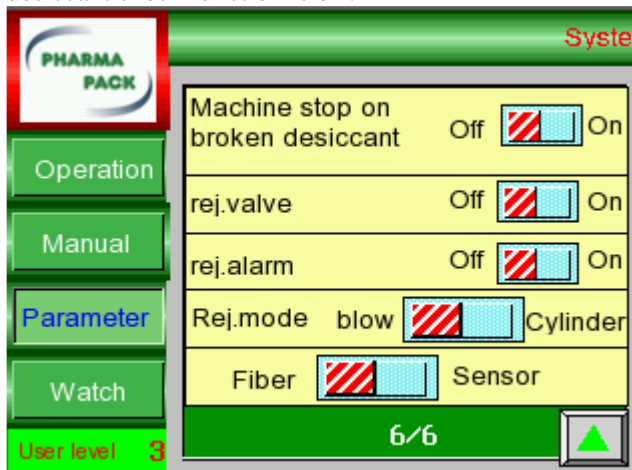 Syste
PHARMA
PACK
Operation
Manual
Parameter
Watch
User level 3
Machine stop on
broken desiccant Off On
rej.valve Off On
rej.alarm Off On
Rej.mode blow Cylinder
Fiber Sensor
6/6